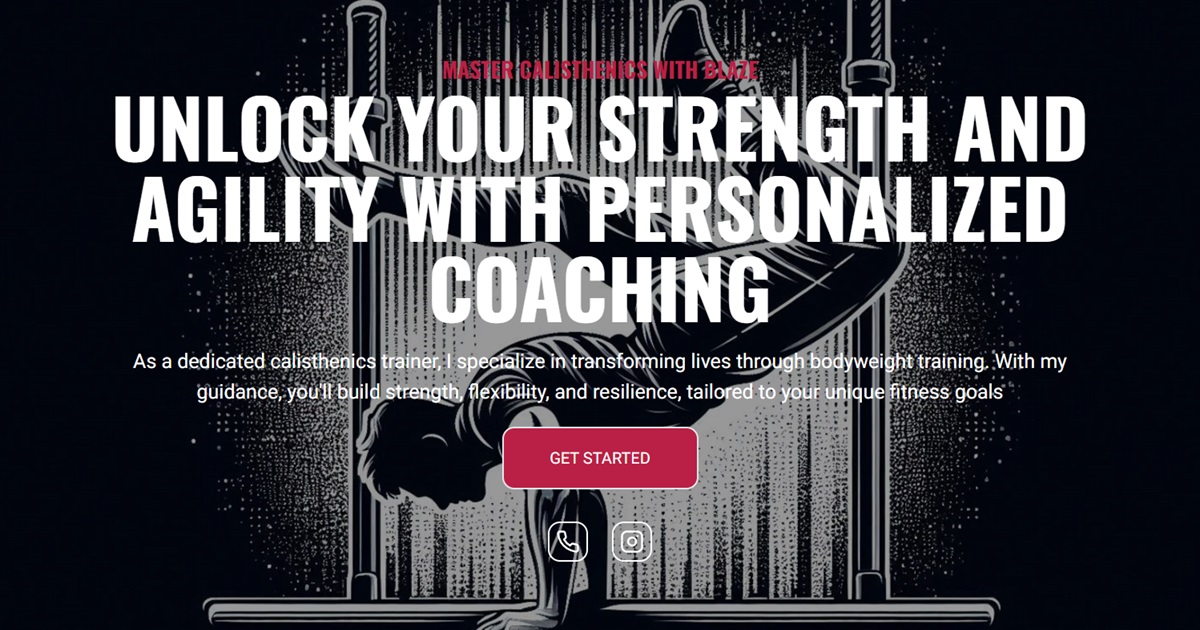 MASTER CALISTHENICS WITH BLAZE
UNLOCK YOUR STRENGTH AND
AGILITY WITH PERSONALIZED
COACHING
As a dedicated calisthenics trainer, I specialize in transforming lives through bodyweight training. With my
guidance, you'll build strength, flexibility, and resilience, tailored to your unique fitness goals
GET STARTED